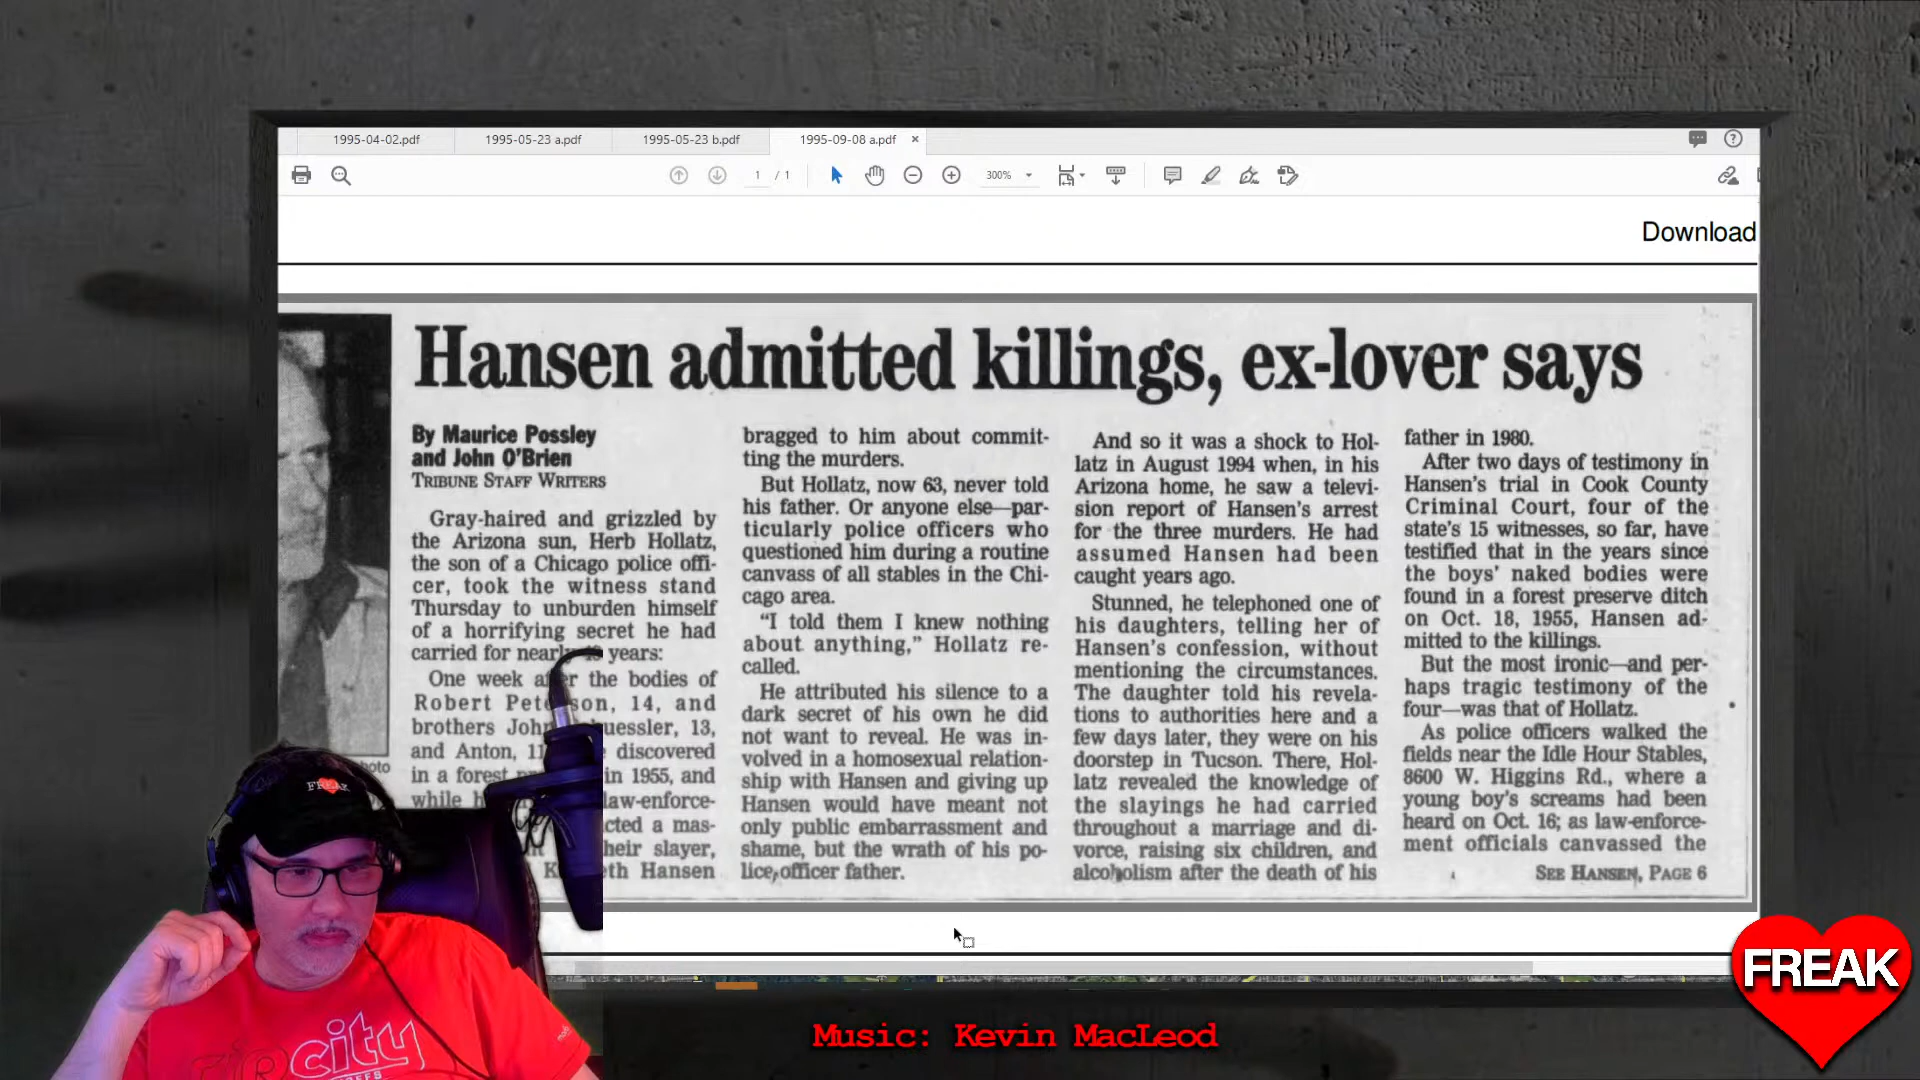 1995-04-02.pdf
1995-05-23 a.pdf
1995-05-23 b.pdf
1995-09-08 a.pdf
1 / 1
300%
Download
Hansen admitted killings, ex-lover says
By Maurice Possley
and John O'Brien
TRIBUNE STAFF WRITERS
Gray-haired and grizzled by
the Arizona sun, Herb Hollatz,
the son of a Chicago police offi-
cer, took the witness stand
Thursday to unburden himself
of a horrifying secret he had
carried for nearly years:
One week after the bodies of
Robert Peterson, 14, and
brothers John uessler, 13,
and Anton, 11 discovered
in a forest in 1955, and
while law-enforce-
cted a mas-
heir slayer,
eth Hansen
bragged to him about commit-
ting the murders.
But Hollatz, now 63, never told
his father. Or anyone else—par-
ticularly police officers who
questioned him during a routine
canvass of all stables in the Chi-
cago area.
"I told them I knew nothing
about anything," Hollatz re-
called.
He attributed his silence to a
dark secret of his own he did
not want to reveal. He was in-
volved in a homosexual relation-
ship with Hansen and giving up
Hansen would have meant not
only public embarrassment and
shame, but the wrath of his po-
lice officer father.
And so it was a shock to Hol-
latz in August 1994 when, in his
Arizona home, he saw a televi-
sion report of Hansen's arrest
for the three murders. He had
assumed Hansen had been
caught years ago.
Stunned, he telephoned one of
his daughters, telling her of
Hansen's confession, without
mentioning the circumstances.
The daughter told his revela-
tions to authorities here and a
few days later, they were on his
doorstep in Tucson. There, Hol-
latz revealed the knowledge of
the slayings he had carried
throughout a marriage and di-
vorce, raising six children, and
alcoholism after the death of his
father in 1980.
After two days of testimony in
Hansen's trial in Cook County
Criminal Court, four of the
state's 15 witnesses, so far, have
testified that in the years since
the boys' naked bodies were
found in a forest preserve ditch
on Oct. 18, 1955, Hansen ad-
mitted to the killings.
But the most ironic—and per-
haps tragic testimony of the
four—was that of Hollatz.
As police officers walked the
fields near the Idle Hour Stables,
8600 W. Higgins Rd., where a
young boy's screams had been
heard on Oct. 16; as law-enforce-
ment officials canvassed the
SEE HANSEN, PAGE 6
hoto
FREAK
city
FREAK
Music: Kevin MacLeod